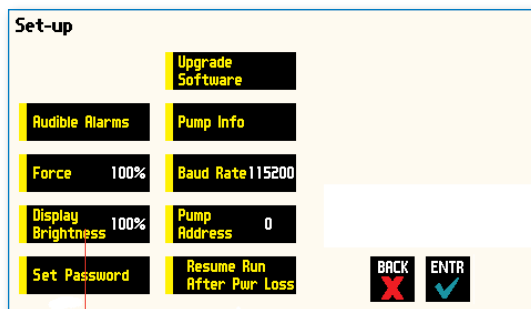 Set-up
Upgrade
Software
Audible Alarms
Pump Info
Force 100%
Baud Rate 115200
Display
Brightness 100%
Pump
Address 0
Set Password
Resume Run
After Pwr Loss
BACK
ENTR